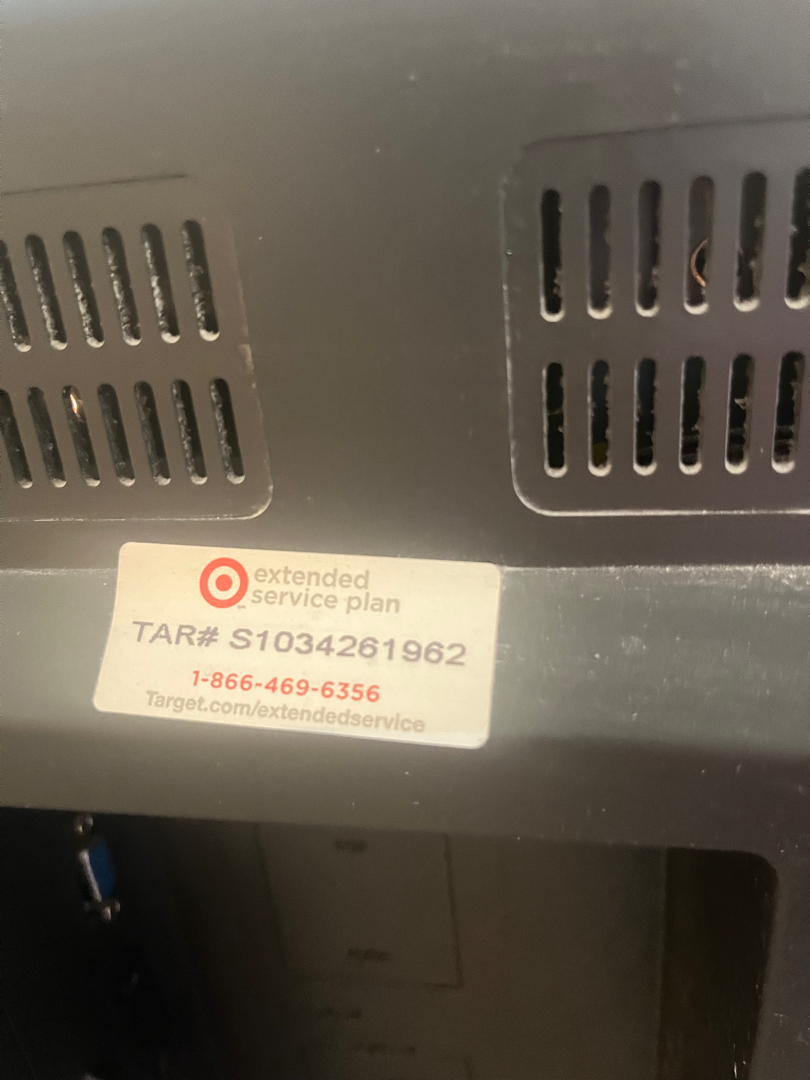 extended
service plan
TAR# S1034261962
1-866-469-6356
Target.com/extendedservice